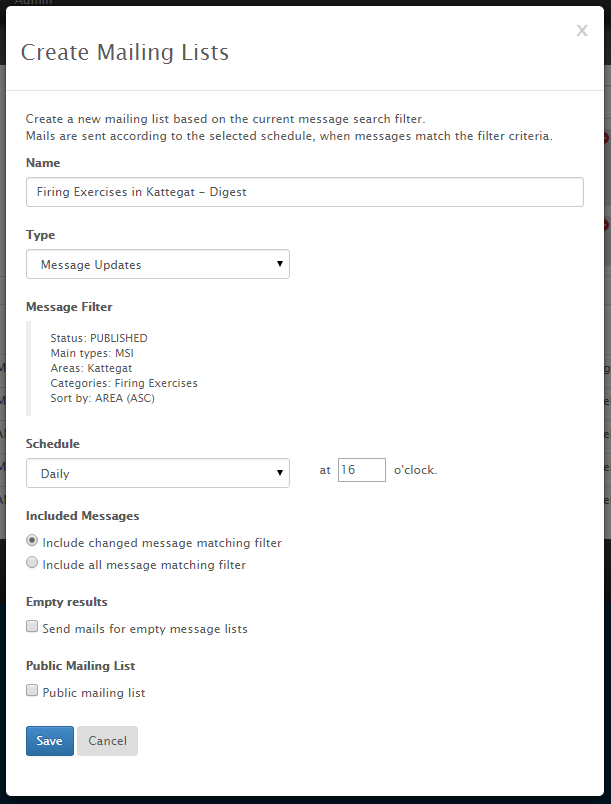 Admin
x
Create Mailing Lists
Create a new mailing list based on the current message search filter.
Mails are sent according to the selected schedule, when messages match the filter criteria.
Name
Firing Exercises in Kattegat – Digest
Type
Message Updates
Message Filter
Status: PUBLISHED
Main types: MSI
Areas: Kattegat
Categories: Firing Exercises
Sort by: AREA (ASC)
Schedule
Daily at 16 o'clock.
Included Messages
Include changed message matching filter
Include all message matching filter
Empty results
Send mails for empty message lists
Public Mailing List
Public mailing list
Save Cancel